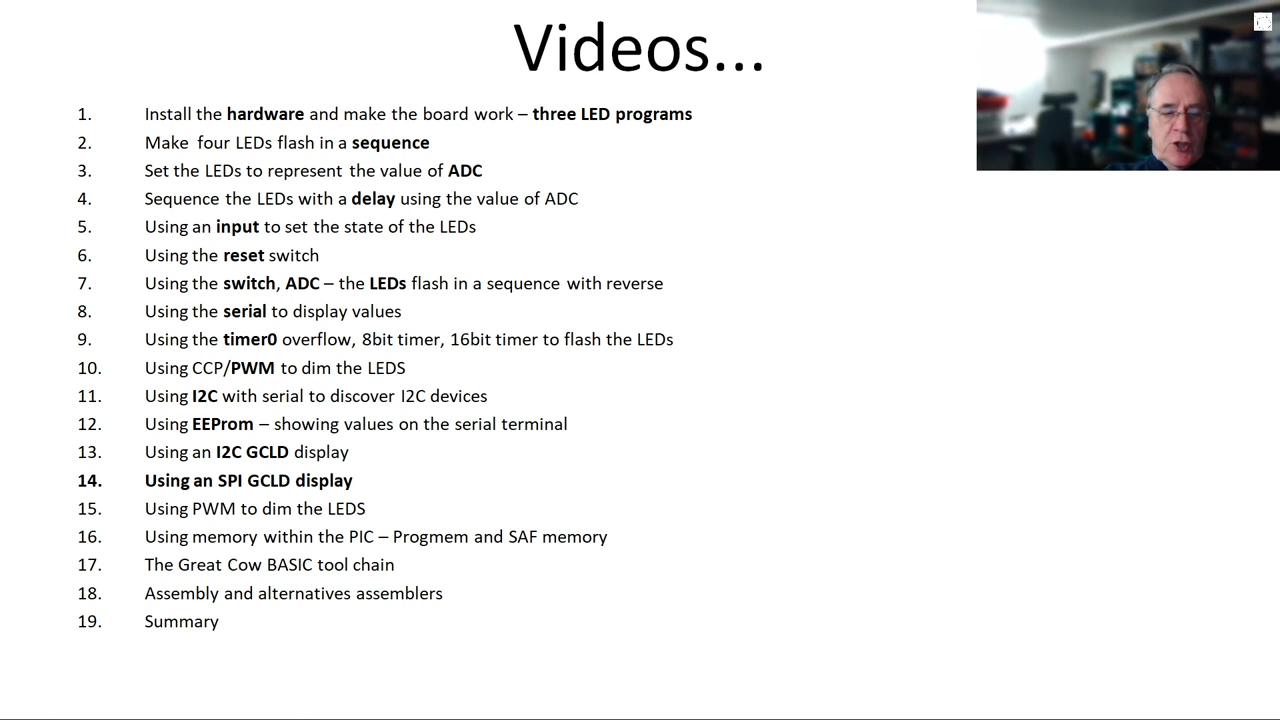 Videos...
1. Install the hardware and make the board work – three LED programs
2. Make four LEDs flash in a sequence
3. Set the LEDs to represent the value of ADC
4. Sequence the LEDs with a delay using the value of ADC
5. Using an input to set the state of the LEDs
6. Using the reset switch
7. Using the switch, ADC – the LEDs flash in a sequence with reverse
8. Using the serial to display values
9. Using the timer0 overflow, 8bit timer, 16bit timer to flash the LEDs
10. Using CCP/PWM to dim the LEDS
11. Using I2C with serial to discover I2C devices
12. Using EEProm – showing values on the serial terminal
13. Using an I2C GCLD display
14. Using an SPI GCLD display
15. Using PWM to dim the LEDS
16. Using memory within the PIC – Progmem and SAF memory
17. The Great Cow BASIC tool chain
18. Assembly and alternatives assemblers
19. Summary